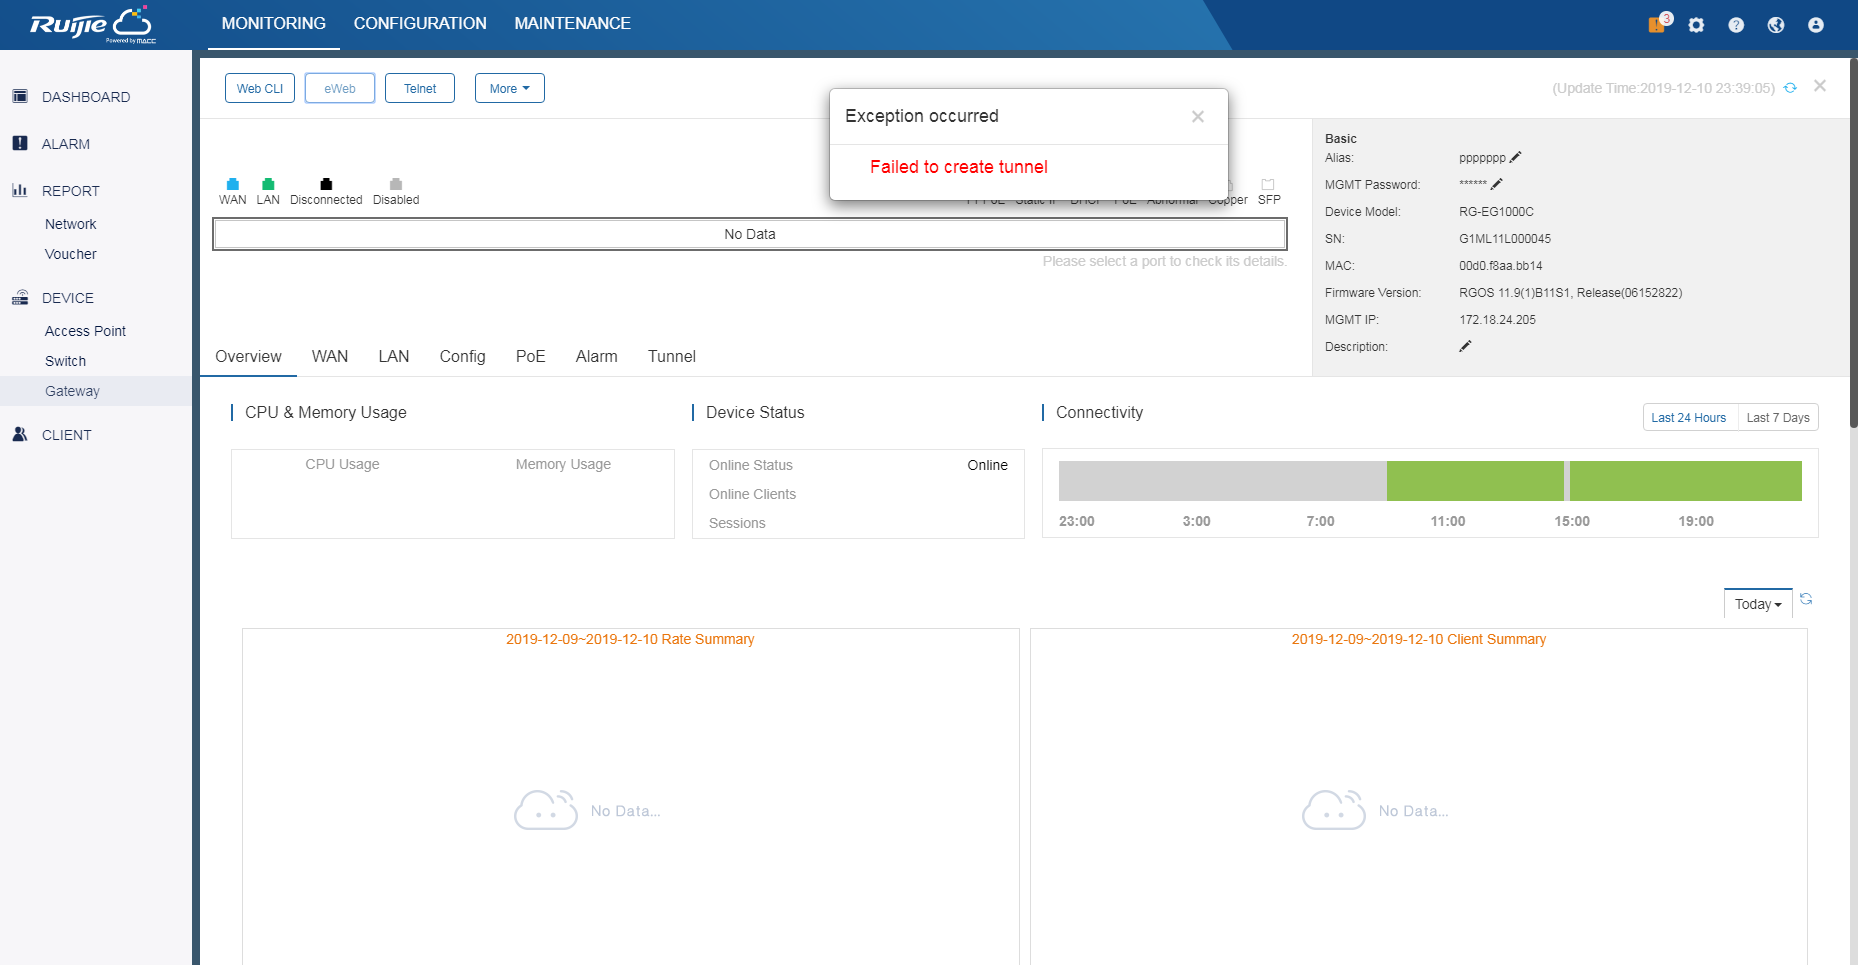 Ruijie
Powered by MACC
MONITORING
CONFIGURATION
MAINTENANCE
3
DASHBOARD
ALARM
REPORT
Network
Voucher
DEVICE
Access Point
Switch
Gateway
CLIENT
Web CLI
eWeb
Telnet
More
(Update Time:2019-12-10 23:39:05)
Exception occurred
Failed to create tunnel
WAN
LAN
Disconnected
Disabled
PPPoE
Static IP
DHCP
PoE
Abnormal
Copper
SFP
No Data
Please select a port to check its details.
Basic
Alias: ppppppp
MGMT Password: ******
Device Model: RG-EG1000C
SN: G1ML11L000045
MAC: 00d0.f8aa.bb14
Firmware Version: RGOS 11.9(1)B11S1, Release(06152822)
MGMT IP: 172.18.24.205
Description:
Overview
WAN
LAN
Config
PoE
Alarm
Tunnel
CPU & Memory Usage
CPU Usage
Memory Usage
Device Status
Online Status Online
Online Clients
Sessions
Connectivity
Last 24 Hours
Last 7 Days
23:00 3:00 7:00 11:00 15:00 19:00
Today
2019-12-09~2019-12-10 Rate Summary
No Data...
2019-12-09~2019-12-10 Client Summary
No Data...